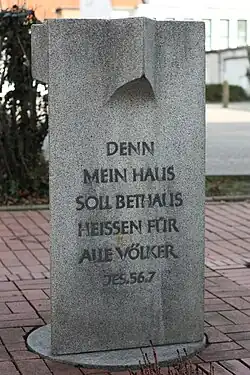 DENN
MEIN HAUS
SOLL BETHAUS
HEISSEN FÜR
ALLE VÖLKER
JES.56.7